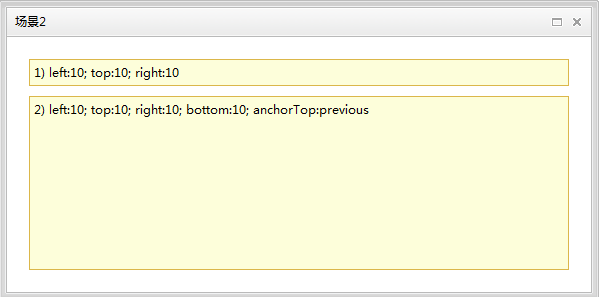 场景2
1) left:10; top:10; right:10
2) left:10; top:10; right:10; bottom:10; anchorTop:previous